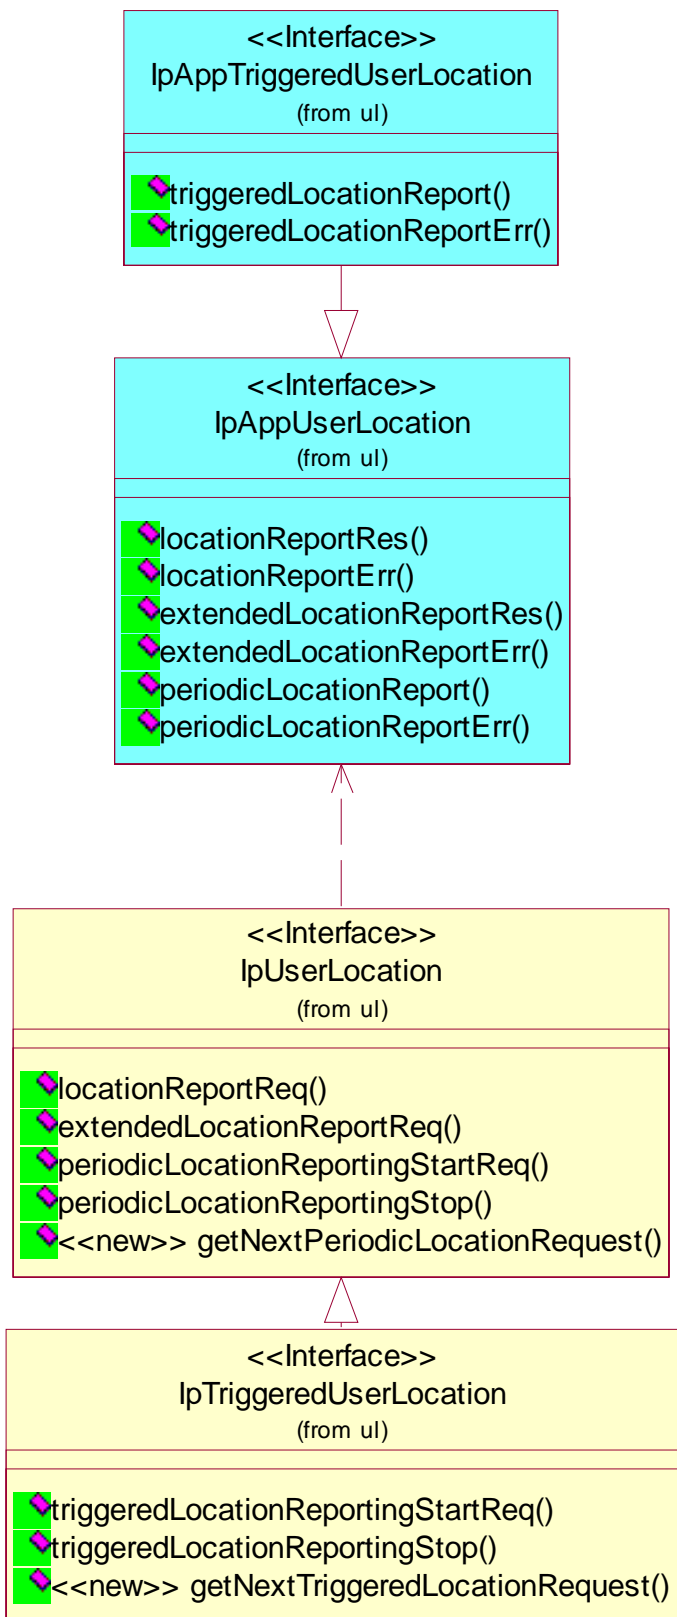 <<Interface>>
IpAppTriggeredUserLocation
(from ul)
triggeredLocationReport()
triggeredLocationReportErr()
<<Interface>>
IpAppUserLocation
(from ul)
locationReportRes()
locationReportErr()
extendedLocationReportRes()
extendedLocationReportErr()
periodicLocationReport()
periodicLocationReportErr()
<<Interface>>
IpUserLocation
(from ul)
locationReportReq()
extendedLocationReportReq()
periodicLocationReportingStartReq()
periodicLocationReportingStop()
<<new>> getNextPeriodicLocationRequest()
<<Interface>>
IpTriggeredUserLocation
(from ul)
triggeredLocationReportingStartReq()
triggeredLocationReportingStop()
<<new>> getNextTriggeredLocationRequest()